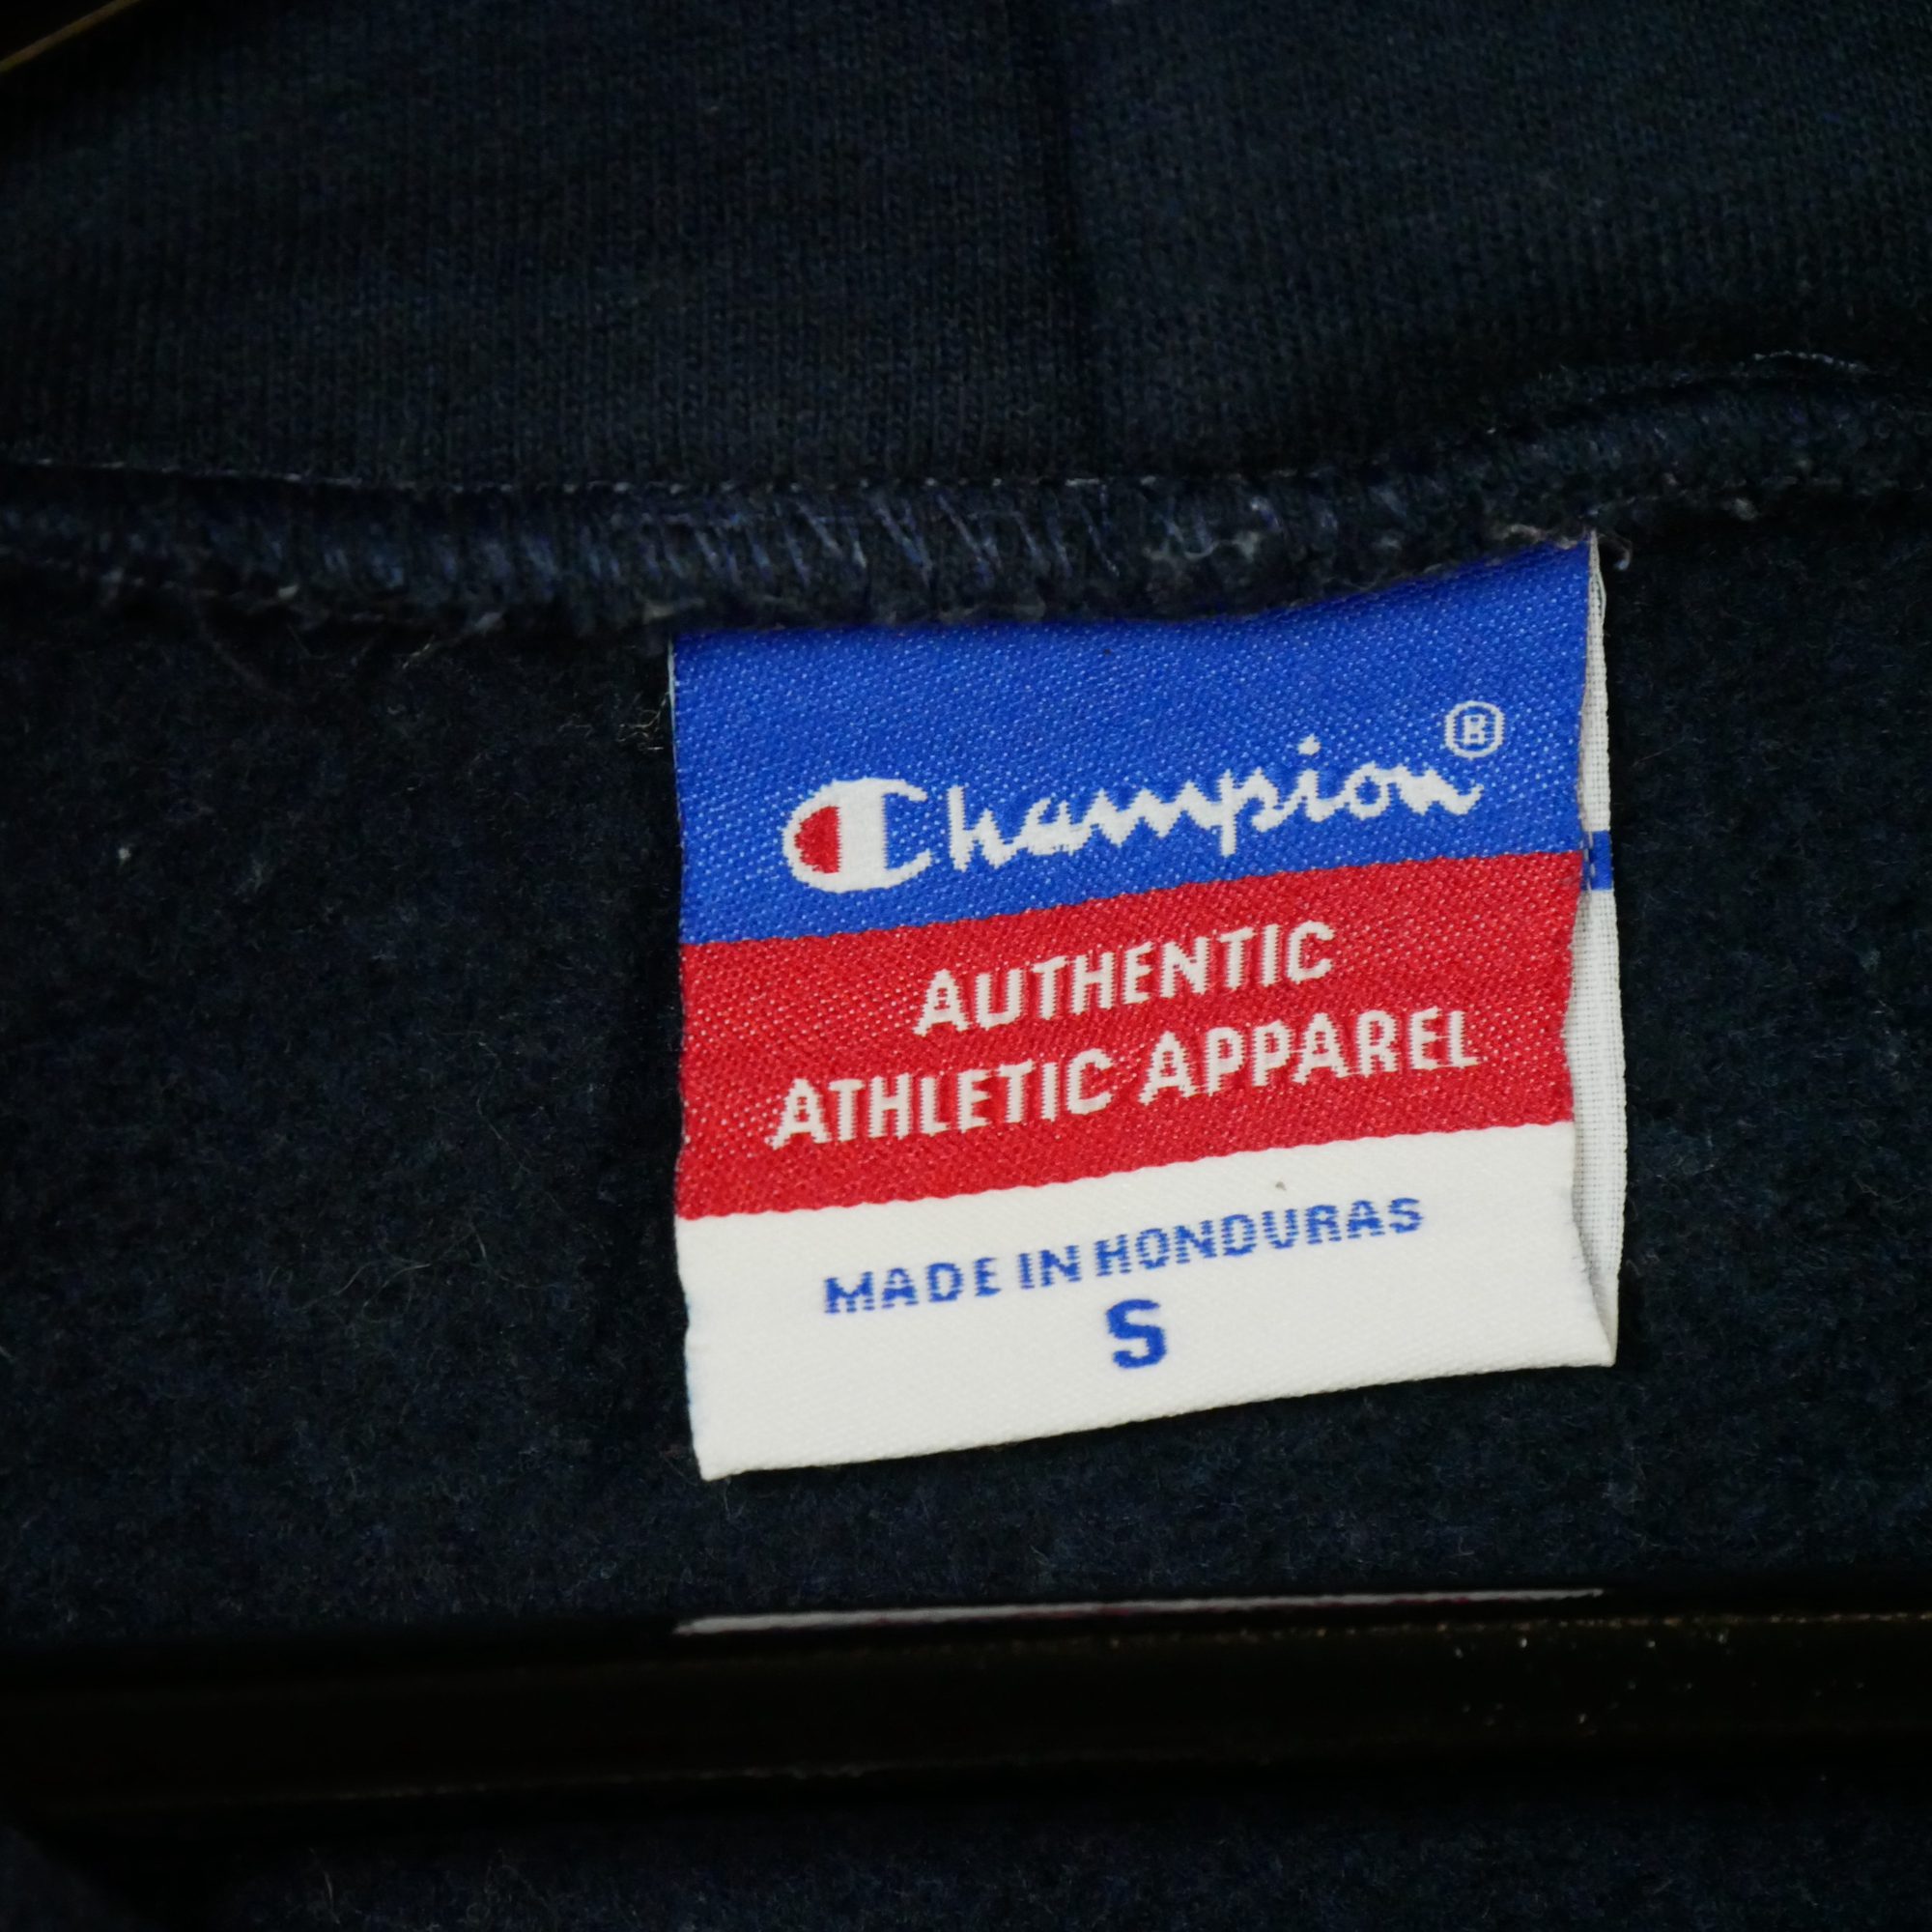 Champion®
AUTHENTIC
ATHLETIC APPAREL
MADE IN HONDURAS
S